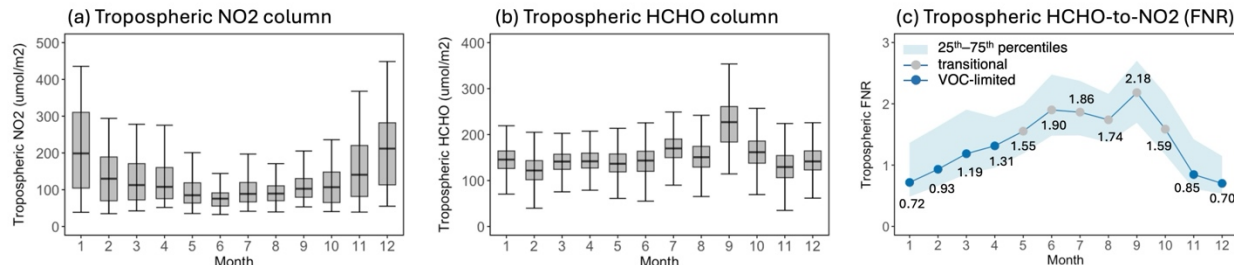 (a) Tropospheric NO2 column
Tropospheric NO2 (umol/m2)
500
400
300
200
100
0
1 2 3 4 5 6 7 8 9 10 11 12
Month
(b) Tropospheric HCHO column
Tropospheric HCHO (umol/m2)
400
300
200
100
0
1 2 3 4 5 6 7 8 9 10 11 12
Month
(c) Tropospheric HCHO-to-NO2 (FNR)
Tropospheric FNR
3
2
1
0
25th–75th percentiles
transitional
VOC-limited
0.72
0.93
1.19
1.31
1.55
1.90
1.86
1.74
2.18
1.59
0.85
0.70
1 2 3 4 5 6 7 8 9 10 11 12
Month